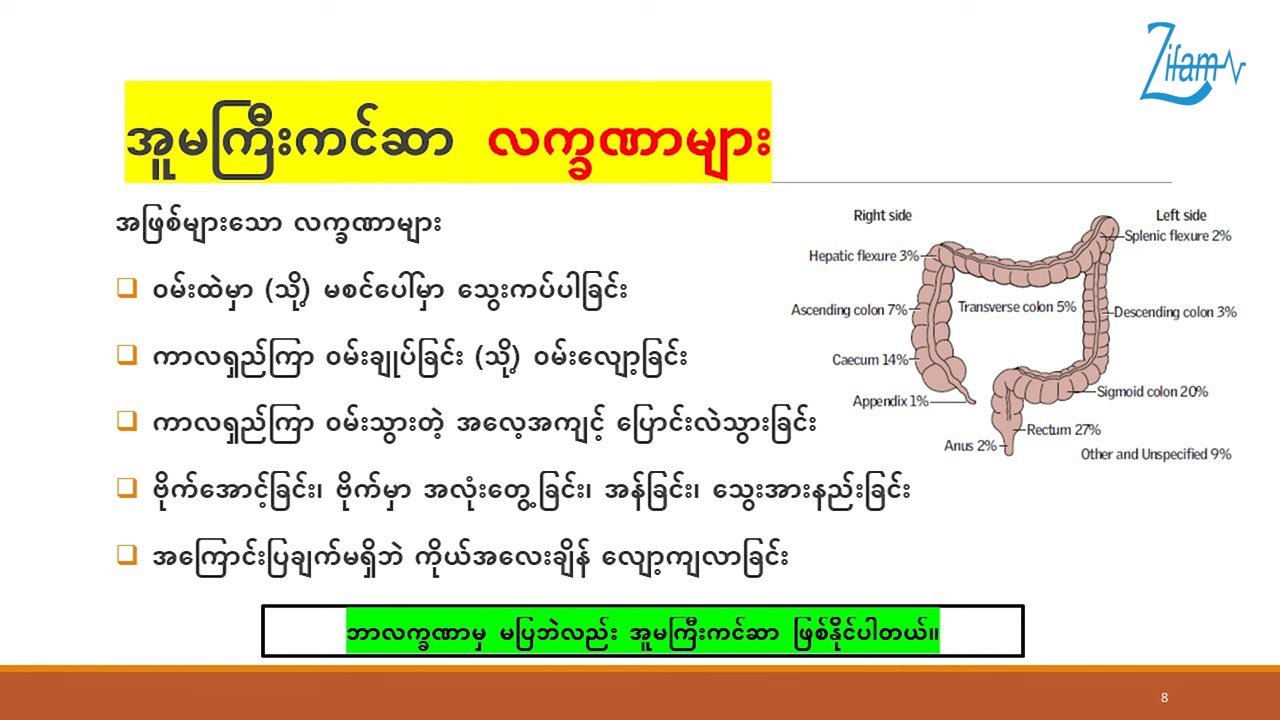 Zifam
အူမကြီးကင်ဆာ လက္ခဏာများ
အဖြစ်များသော လက္ခဏာများ
ဝမ်းထဲမှာ (သို့) မစင်ပေါ်မှာ သွေးကပ်ပါခြင်း
ကာလရှည်ကြာ ဝမ်းချုပ်ခြင်း (သို့) ဝမ်းလျော့ခြင်း
ကာလရှည်ကြာ ဝမ်းသွားတဲ့ အလေ့အကျင့် ပြောင်းလဲသွားခြင်း
ဗိုက်အောင့်ခြင်း၊ ဗိုက်မှာ အလုံးတွေ့ခြင်း၊ အန်ခြင်း၊ သွေးအားနည်းခြင်း
အကြောင်းပြချက်မရှိဘဲ ကိုယ်အလေးချိန် လျော့ကျလာခြင်း
Right side
Left side
Splenic flexure 2%
Hepatic flexure 3%
Ascending colon 7%
Transverse colon 5%
Descending colon 3%
Caecum 14%
Sigmoid colon 20%
Appendix 1%
Rectum 27%
Anus 2%
Other and Unspecified 9%
ဘာလက္ခဏာမှ မပြဘဲလည်း အူမကြီးကင်ဆာ ဖြစ်နိုင်ပါတယ်။
8